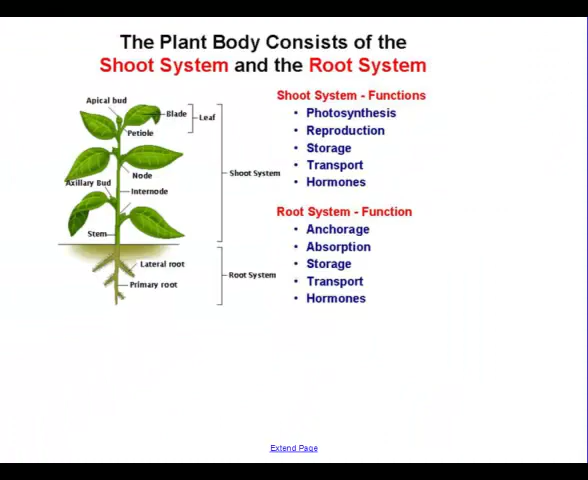 The Plant Body Consists of the
Shoot System and the Root System
Apical bud
Blade
Leaf
Petiole
Node
Shoot System
Axillary Bud
Internode
Stem
Lateral root
Root System
Primary root
Shoot System - Functions
• Photosynthesis
• Reproduction
• Storage
• Transport
• Hormones
Root System - Function
• Anchorage
• Absorption
• Storage
• Transport
• Hormones
Extend Page